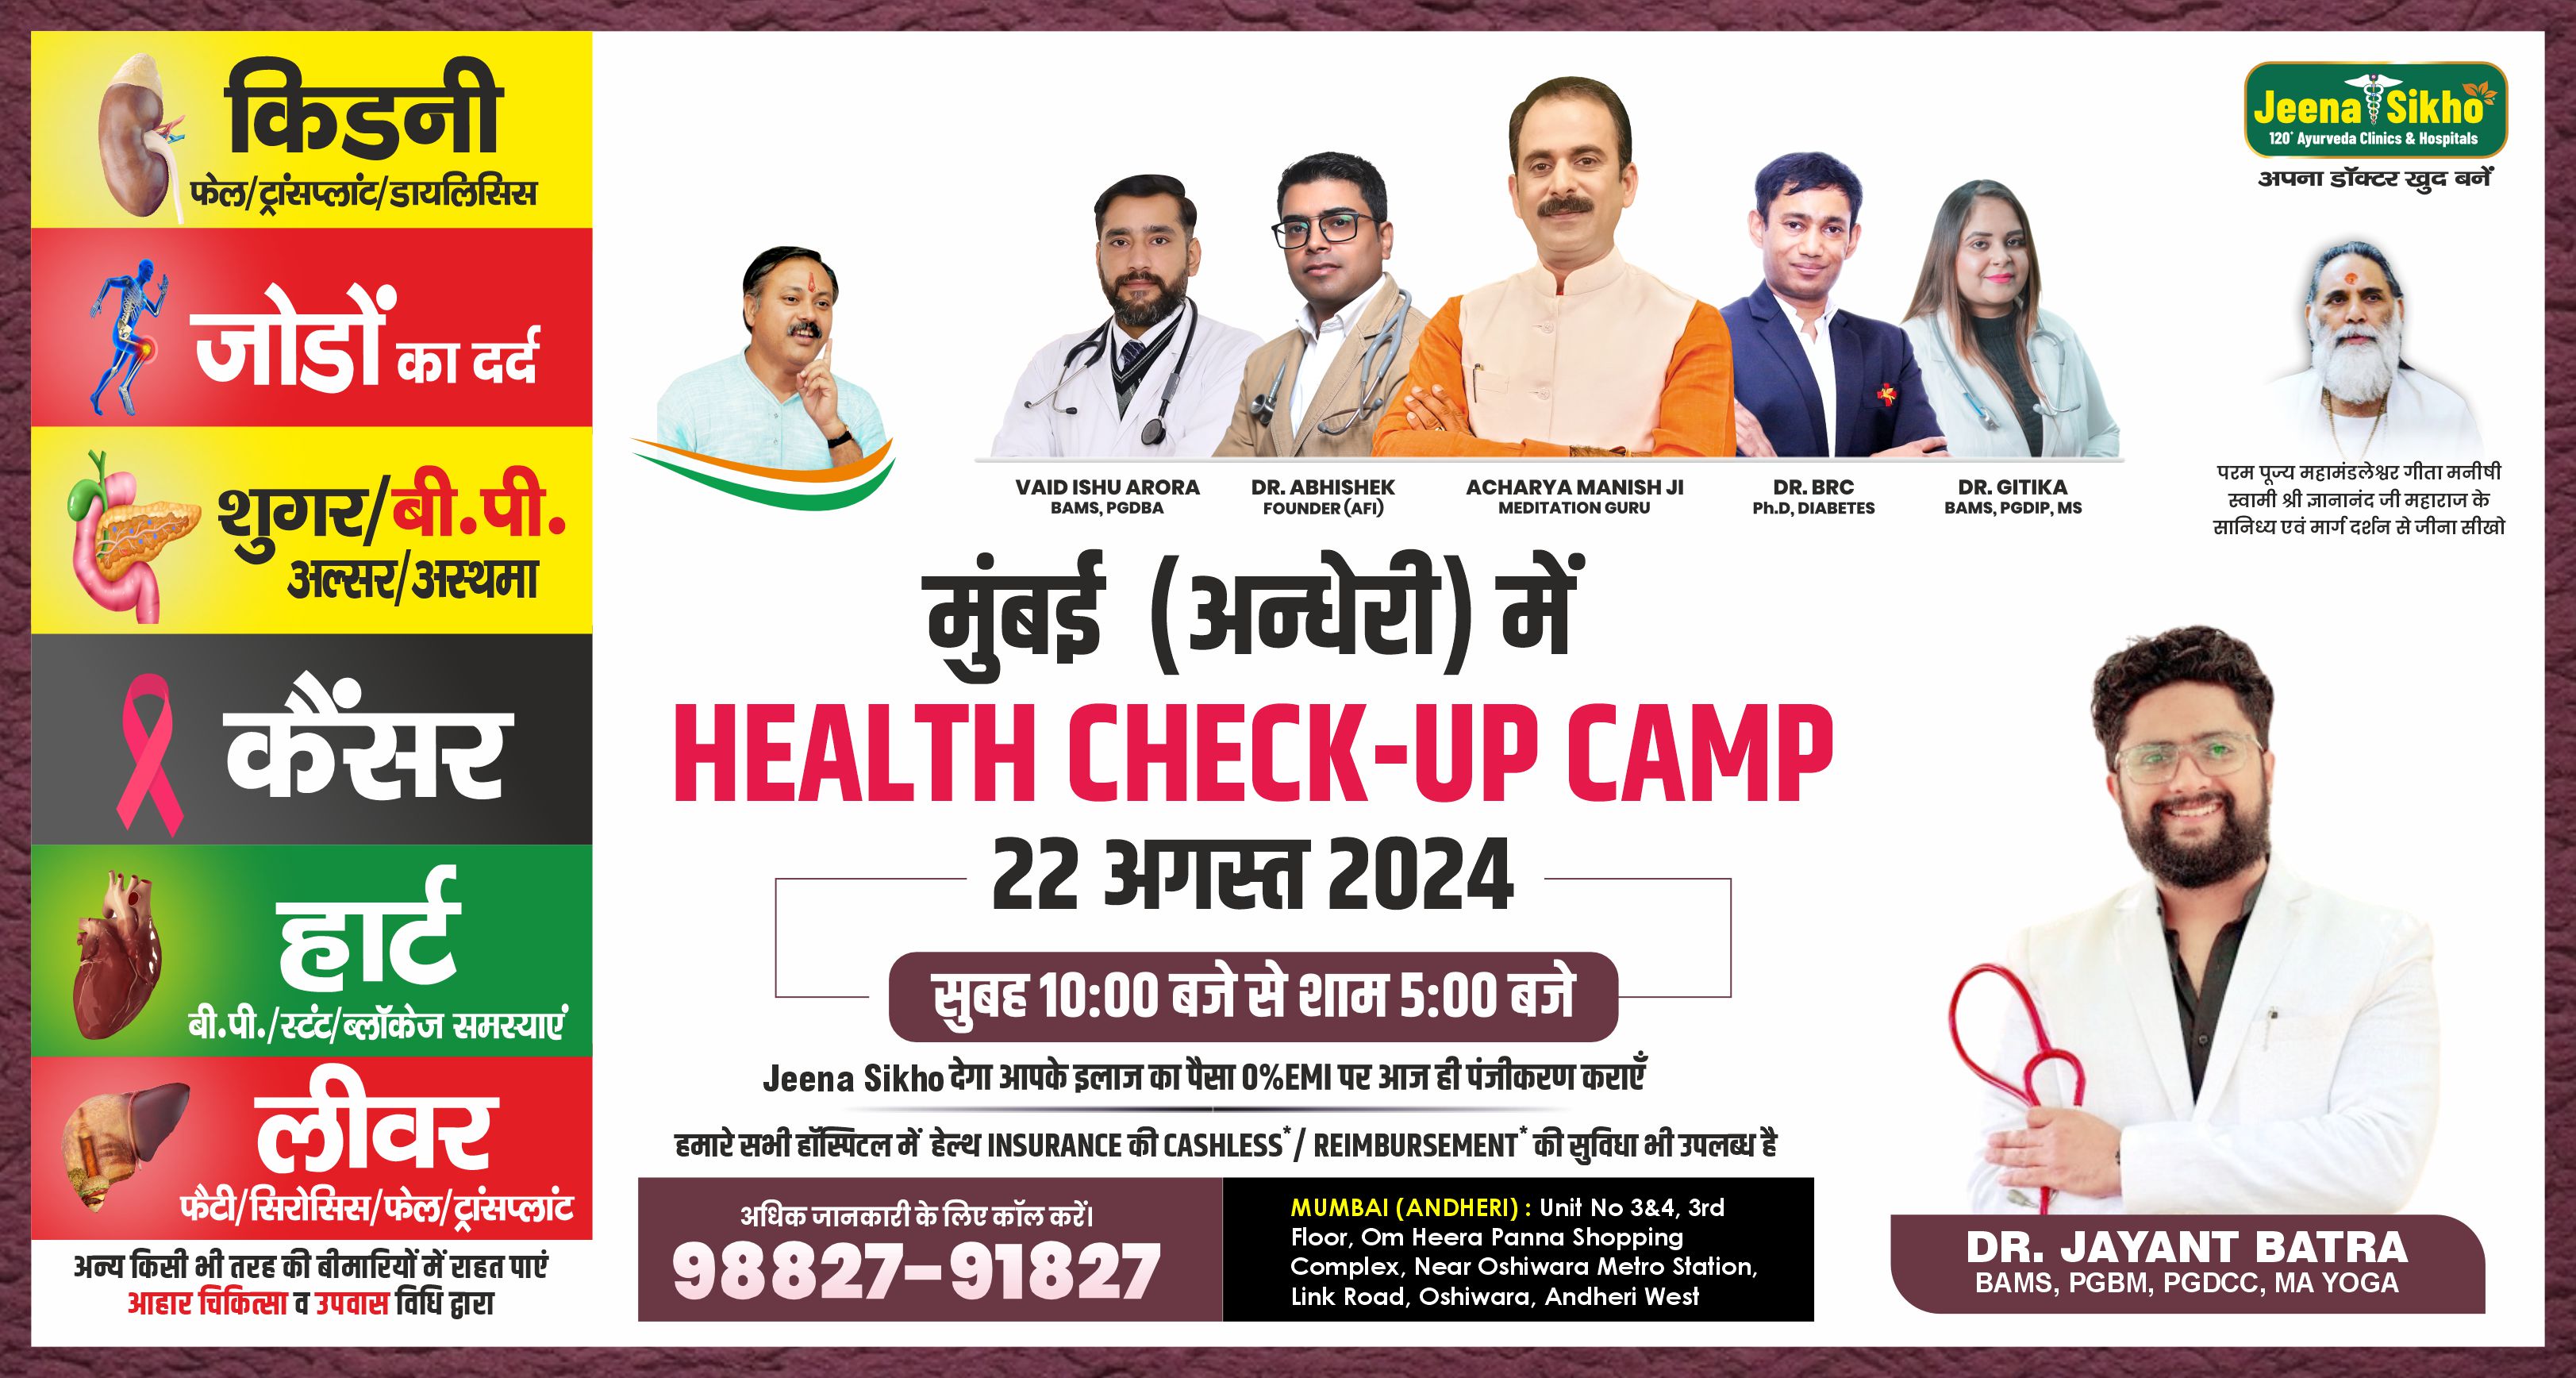 किडनी
फेल/ट्रांसप्लांट/डायलिसिस
जोडों का दर्द
शुगर/बी.पी.
अल्सर/अस्थमा
कैंसर
हार्ट
बी.पी./स्टंट/ब्लॉकेज समस्याएं
लीवर
फैटी/सिरोसिस/फेल/ट्रांसप्लांट
अन्य किसी भी तरह की बीमारियों में राहत पाएं
आहार चिकित्सा व उपवास विधि द्वारा
Jeena Sikho
120+ Ayurveda Clinics & Hospitals
अपना डॉक्टर खुद बनें
VAID ISHU ARORA
BAMS, PGDBA
DR. ABHISHEK
FOUNDER (AFI)
ACHARYA MANISH JI
MEDITATION GURU
DR. BRC
Ph.D, DIABETES
DR. GITIKA
BAMS, PGDIP, MS
परम पूज्य महामंडलेश्वर गीता मनीषी
स्वामी श्री ज्ञानानंद जी महाराज के
सानिध्य एवं मार्ग दर्शन से जीना सीखो
मुंबई (अन्धेरी) में
HEALTH CHECK-UP CAMP
22 अगस्त 2024
सुबह 10:00 बजे से शाम 5:00 बजे
Jeena Sikho देगा आपके इलाज का पैसा 0%EMI पर आज ही पंजीकरण कराएँ
हमारे सभी हॉस्पिटल में हेल्थ INSURANCE की CASHLESS*/ REIMBURSEMENT* की सुविधा भी उपलब्ध है
अधिक जानकारी के लिए कॉल करें।
98827-91827
MUMBAI (ANDHERI) : Unit No 3&4, 3rd
Floor, Om Heera Panna Shopping
Complex, Near Oshiwara Metro Station,
Link Road, Oshiwara, Andheri West
DR. JAYANT BATRA
BAMS, PGBM, PGDCC, MA YOGA